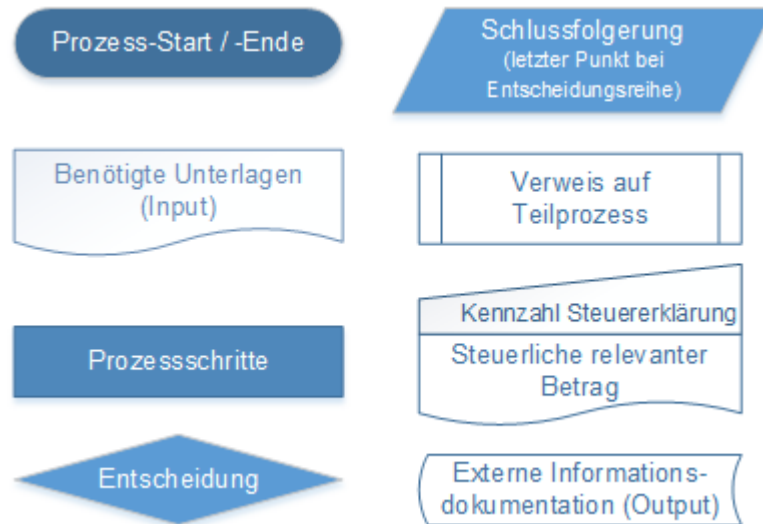 Prozess-Start / -Ende
Schlussfolgerung
(letzter Punkt bei
Entscheidungsreihe)
Benötigte Unterlagen
(Input)
Verweis auf
Teilprozess
Prozessschritte
Kennzahl Steuererklärung
Steuerliche relevanter
Betrag
Entscheidung
Externe Informations-
dokumentation (Output)